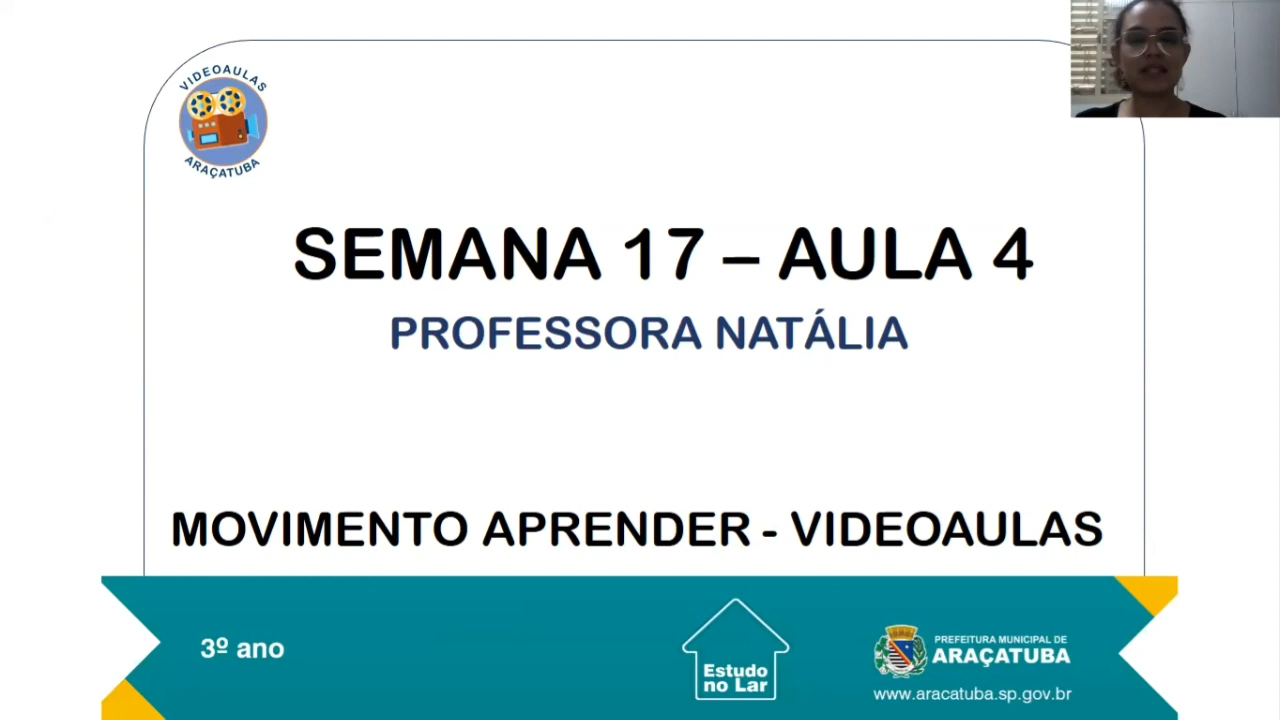 VIDEOAULAS
ARAÇATUBA
SEMANA 17 – AULA 4
PROFESSORA NATÁLIA
MOVIMENTO APRENDER - VIDEOAULAS
3º ano
Estudo
no Lar
PREFEITURA MUNICIPAL DE
ARAÇATUBA
www.aracatuba.sp.gov.br